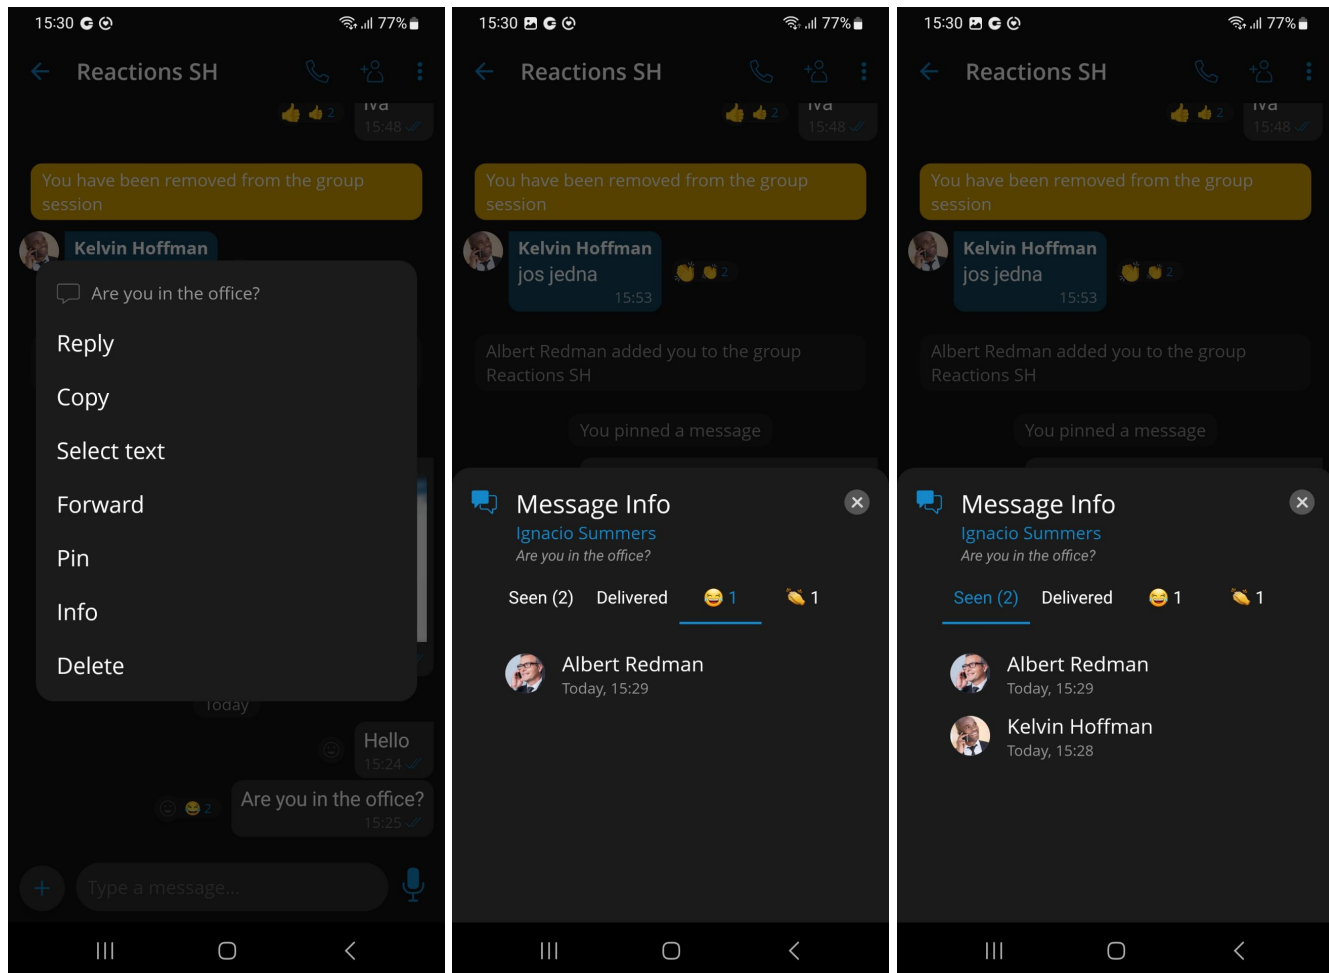 15:30
77%
Reactions SH
2
Iva
15:48
You have been removed from the group
session
Kelvin Hoffman
Are you in the office?
Reply
Copy
Select text
Forward
Pin
Info
Delete
Today
Hello
15:24
2
Are you in the office?
15:25
Type a message...
15:30
77%
Reactions SH
2
Iva
15:48
You have been removed from the group
session
Kelvin Hoffman
jos jedna
2
15:53
Albert Redman added you to the group
Reactions SH
You pinned a message
Message Info
Ignacio Summers
Are you in the office?
Seen (2) Delivered 1 1
Albert Redman
Today, 15:29
15:30
77%
Reactions SH
2
Iva
15:48
You have been removed from the group
session
Kelvin Hoffman
jos jedna
2
15:53
Albert Redman added you to the group
Reactions SH
You pinned a message
Message Info
Ignacio Summers
Are you in the office?
Seen (2) Delivered 1 1
Albert Redman
Today, 15:29
Kelvin Hoffman
Today, 15:28